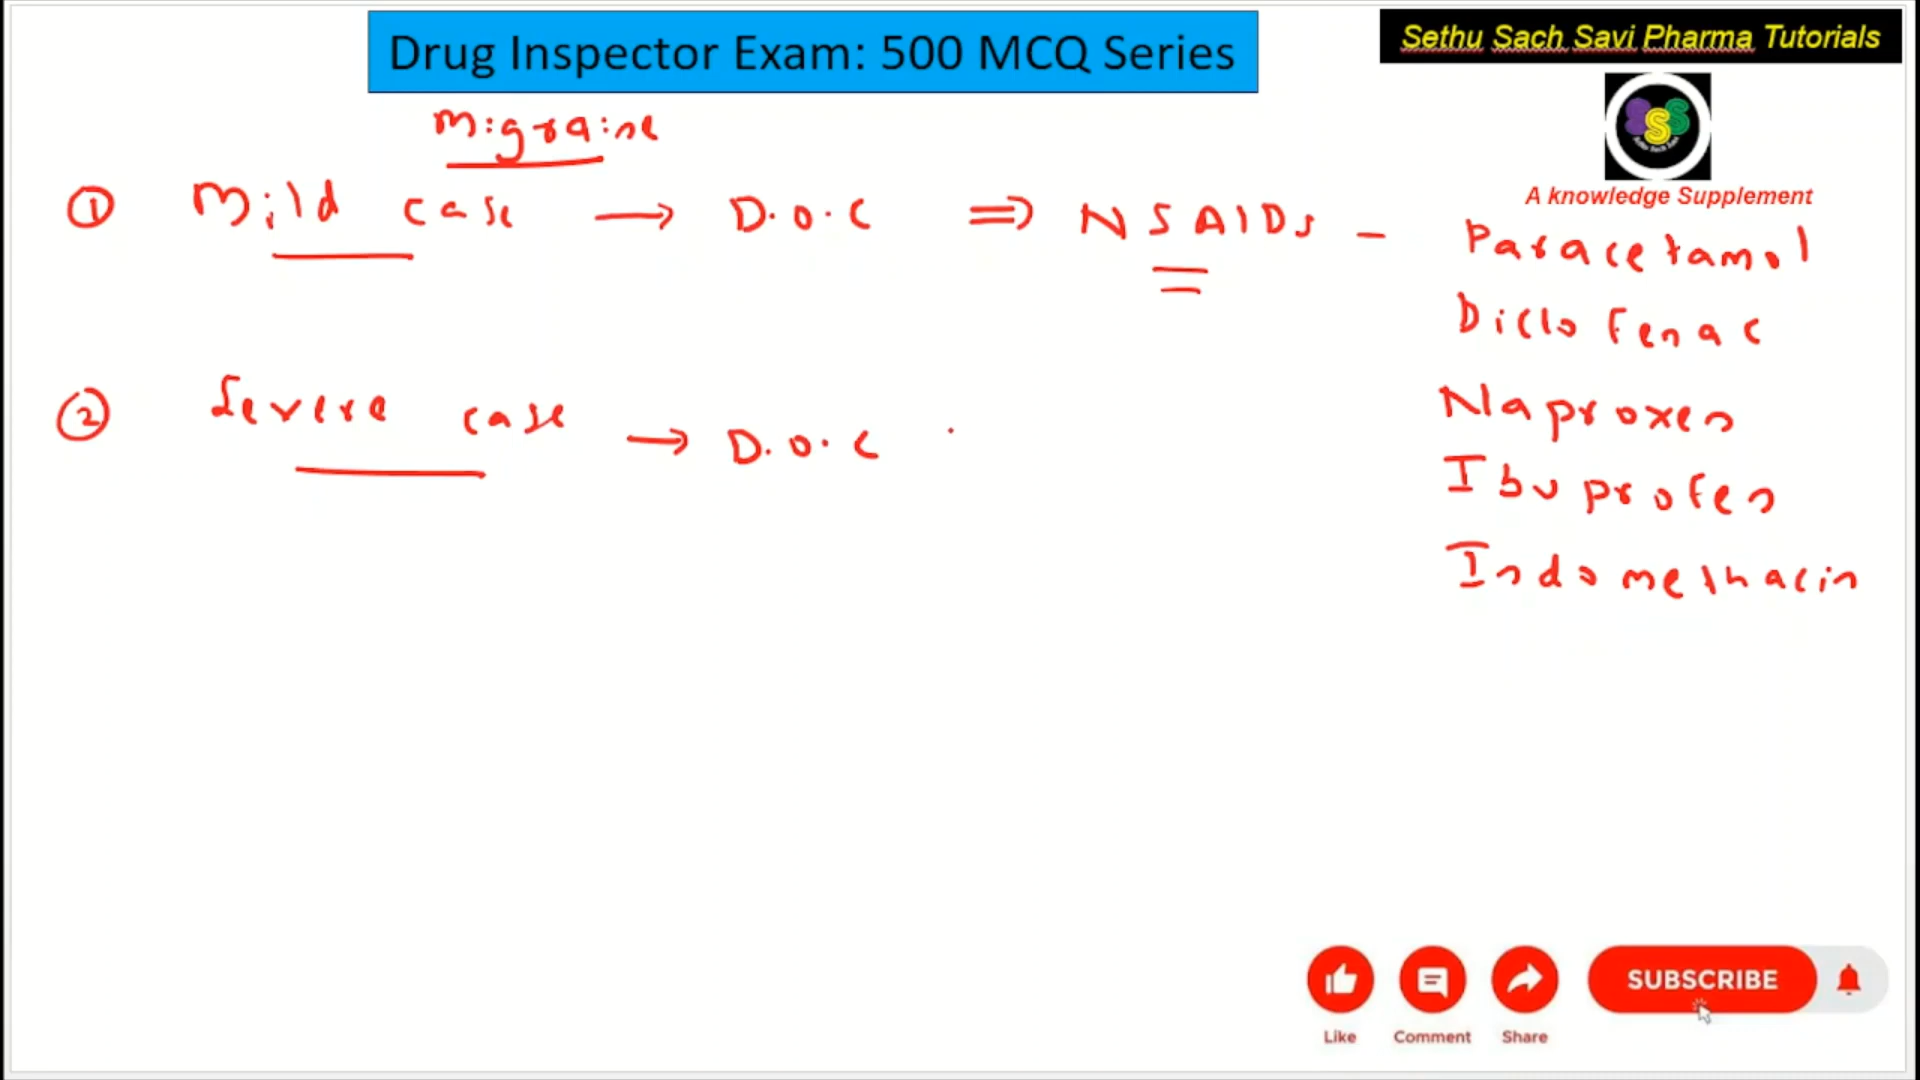 Drug Inspector Exam: 500 MCQ Series
Sethu Sach Savi Pharma Tutorials
SSS
A knowledge Supplement
Migraine
① Mild case → D.O.C ⇒ NSAIDs - Paracetamol
Diclofenac
Naproxen
Ibuprofen
Indomethacin
② Severe case → D.O.C
Like
Comment
Share
SUBSCRIBE